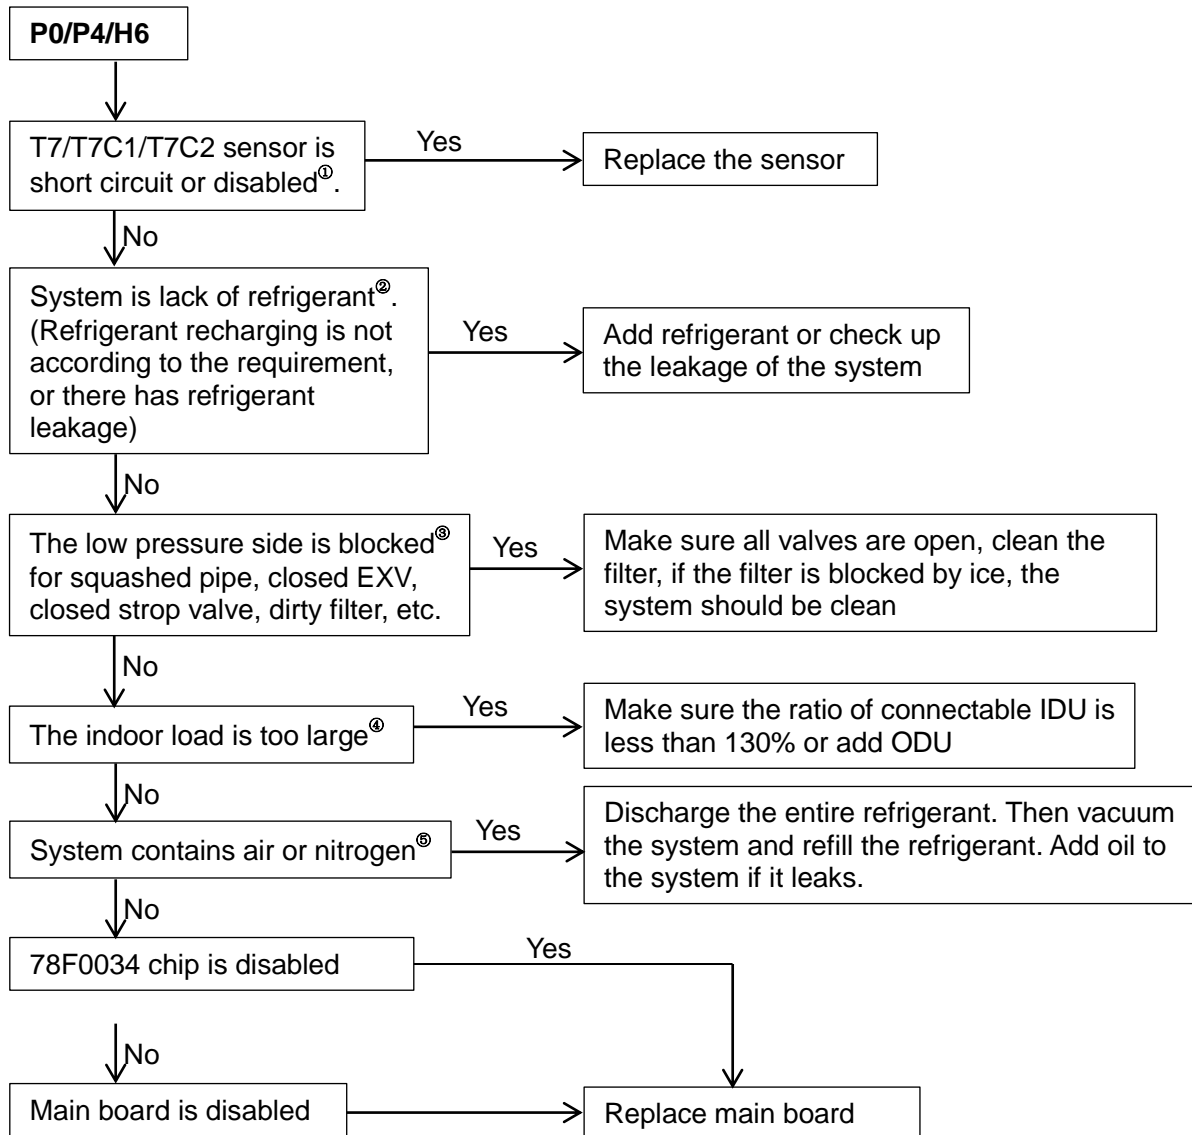 P0/P4/H6
T7/T7C1/T7C2 sensor is
short circuit or disabled①.
Yes
Replace the sensor
No
System is lack of refrigerant②.
(Refrigerant recharging is not
according to the requirement,
or there has refrigerant
leakage)
Yes
Add refrigerant or check up
the leakage of the system
No
The low pressure side is blocked③
for squashed pipe, closed EXV,
closed strop valve, dirty filter, etc.
Yes
Make sure all valves are open, clean the
filter, if the filter is blocked by ice, the
system should be clean
No
The indoor load is too large④
Yes
Make sure the ratio of connectable IDU is
less than 130% or add ODU
No
System contains air or nitrogen⑤
Yes
Discharge the entire refrigerant. Then vacuum
the system and refill the refrigerant. Add oil to
the system if it leaks.
No
78F0034 chip is disabled
Yes
No
Main board is disabled
Replace main board